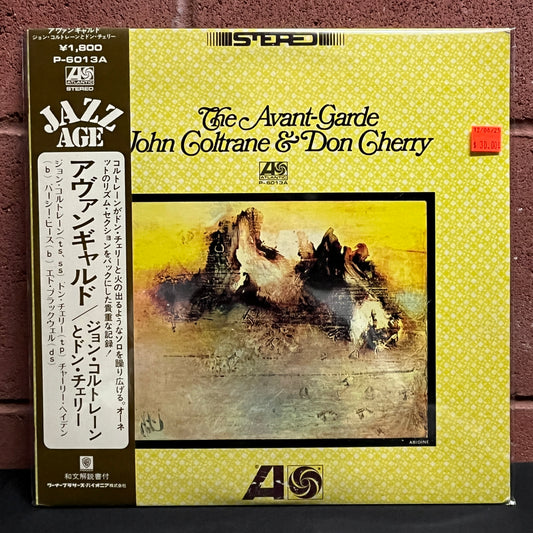 アヴァンギャルド
ジョン・コルトレーンとドン・チェリー
¥1,800
P-6013A
ATLANTIC
STEREO
JAZZ
AGE
コルトレーンがドン・チェリーと火の出るようなソロを繰り広げる。オーネ
ットのリズム・セクションをバックにした貴重な記録!
アヴァンギャルド/ジョン・コルトレーン
とドン・チェリー
ジョン・コルトレーン(ts、ss)ドン・チェリー(tp)チャーリー・ヘイデン
(b)パーシー・ヒース(b)エド・ブラックウェル(ds)
和文解説書付
ワーナーブラザーズ・パイオニア株式会社
STEREO
The Avant-Garde
John Coltrane & Don Cherry
ATLANTIC
P-6013A
12/06/25
$ 30.00
ABIDINE